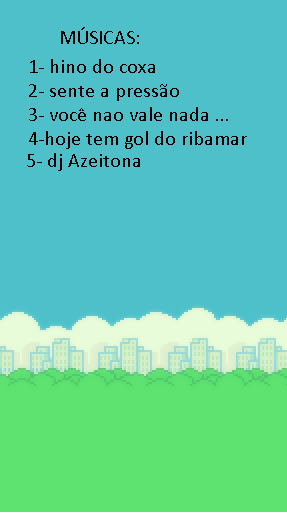 MÚSICAS:
1- hino do coxa
2- sente a pressão
3- você nao vale nada ...
4-hoje tem gol do ribamar
5- dj Azeitona